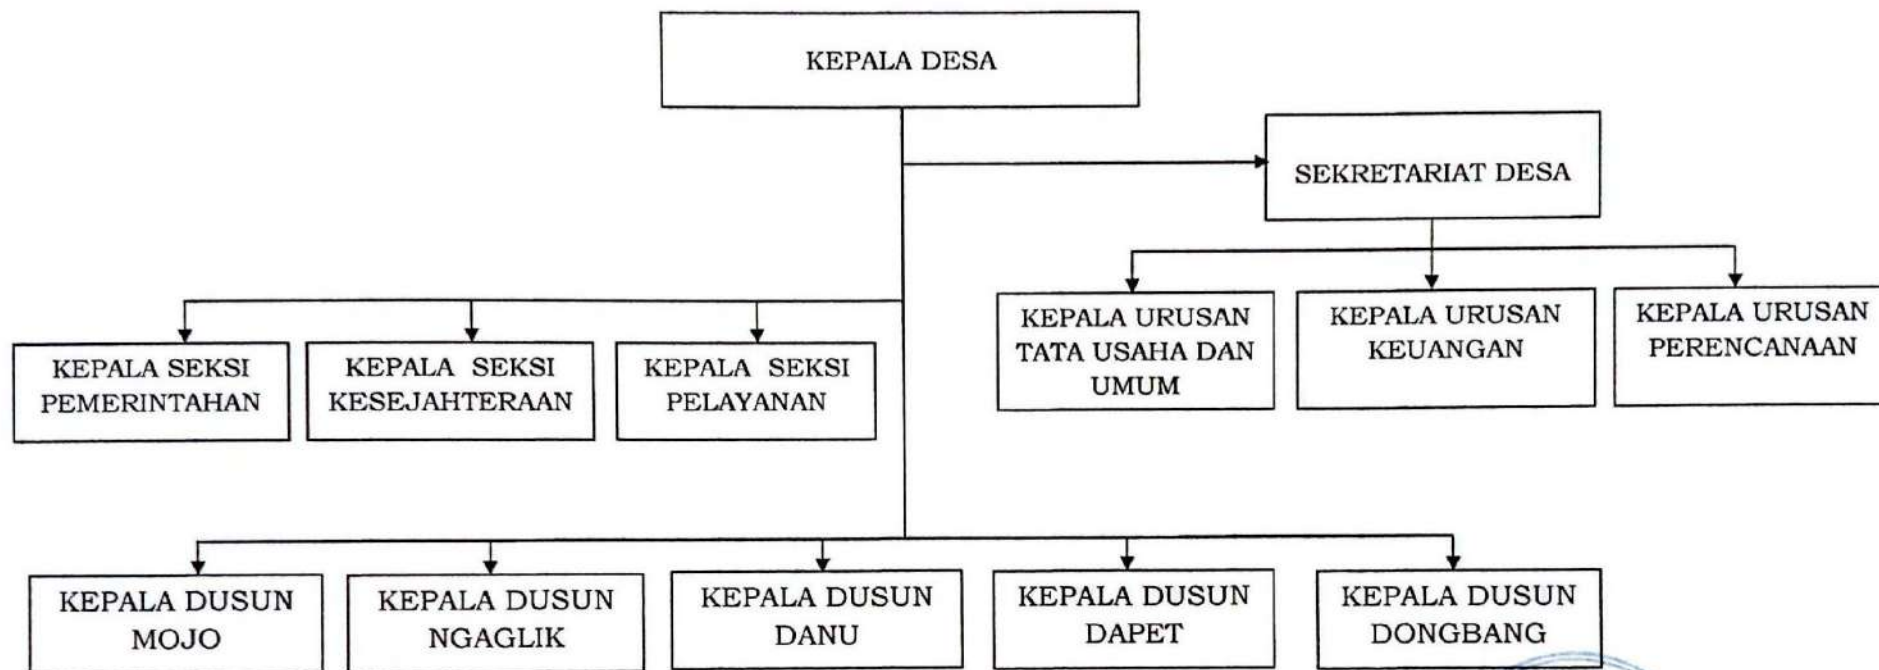 KEPALA DESA
SEKRETARIAT DESA
KEPALA URUSAN
TATA USAHA DAN
UMUM
KEPALA URUSAN
KEUANGAN
KEPALA URUSAN
PERENCANAAN
KEPALA SEKSI
PEMERINTAHAN
KEPALA SEKSI
KESEJAHTERAAN
KEPALA SEKSI
PELAYANAN
KEPALA DUSUN
MOJO
KEPALA DUSUN
NGAGLIK
KEPALA DUSUN
DANU
KEPALA DUSUN
DAPET
KEPALA DUSUN
DONGBANG